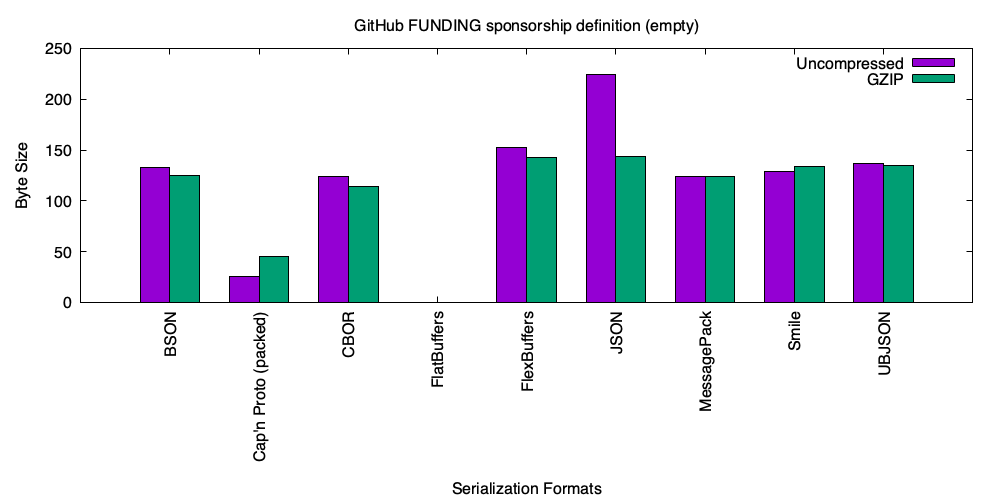 GitHub FUNDING sponsorship definition (empty)
Uncompressed
GZIP
250
200
150
100
50
0
Byte Size
BSON
Cap'n Proto (packed)
CBOR
FlatBuffers
FlexBuffers
JSON
MessagePack
Smile
UBJSON
Serialization Formats